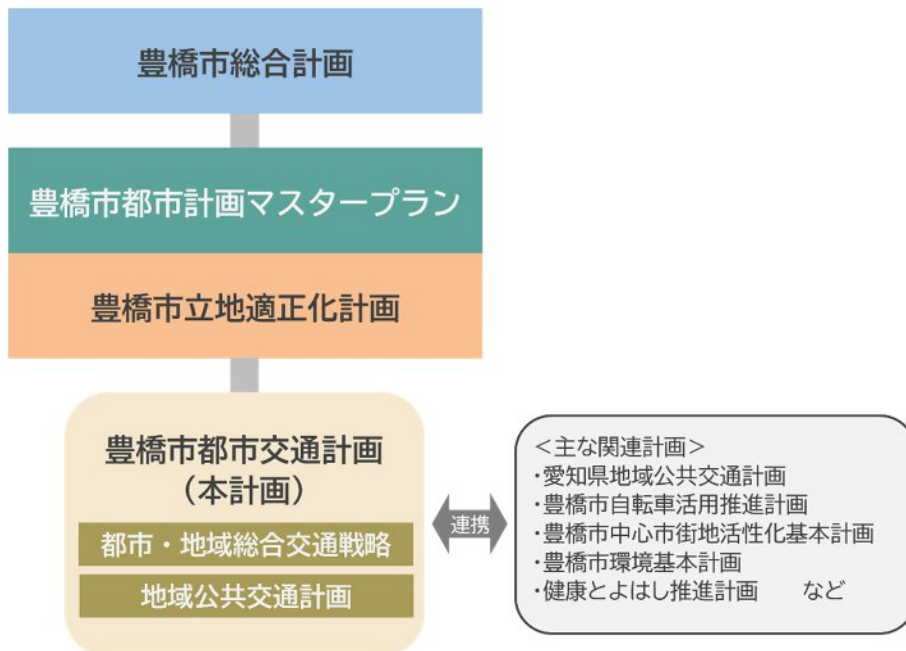 豊橋市総合計画
豊橋市都市計画マスタープラン
豊橋市立地適正化計画
豊橋市都市交通計画
（本計画）
都市・地域総合交通戦略
地域公共交通計画
連携
＜主な関連計画＞
・愛知県地域公共交通計画
・豊橋市自転車活用推進計画
・豊橋市中心市街地活性化基本計画
・豊橋市環境基本計画
・健康とよはし推進計画　　など